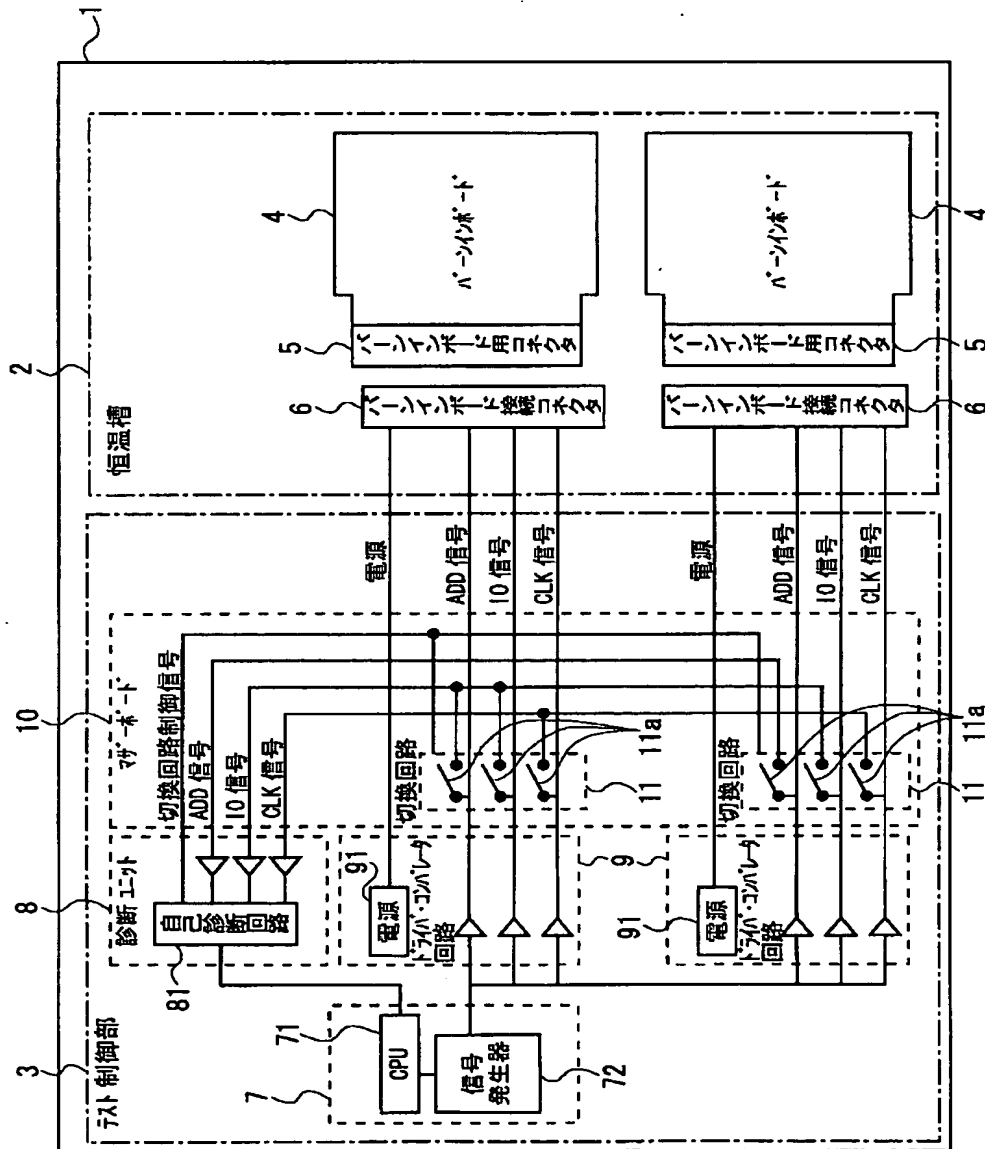 1
2
恒温槽
4
バーンインボード
5
バーンインボード用コネクタ
6
バーンインボード接続コネクタ
バーンインボード
4
バーンインボード用コネクタ
5
バーンインボード接続コネクタ
6
電源
ADD 信号
IO 信号
CLK 信号
電源
ADD 信号
IO 信号
CLK 信号
10
マザーボード
切換回路制御信号
ADD 信号
IO 信号
CLK 信号
切換回路
11a
11
切換回路
11a
11
8
診断ユニット
自己診断回路
81
91
電源
ドライバ・コンパレータ
回路
9
91
電源
ドライバ・コンパレータ
回路
3
テスト制御部
7
71
CPU
信号
発生器
72